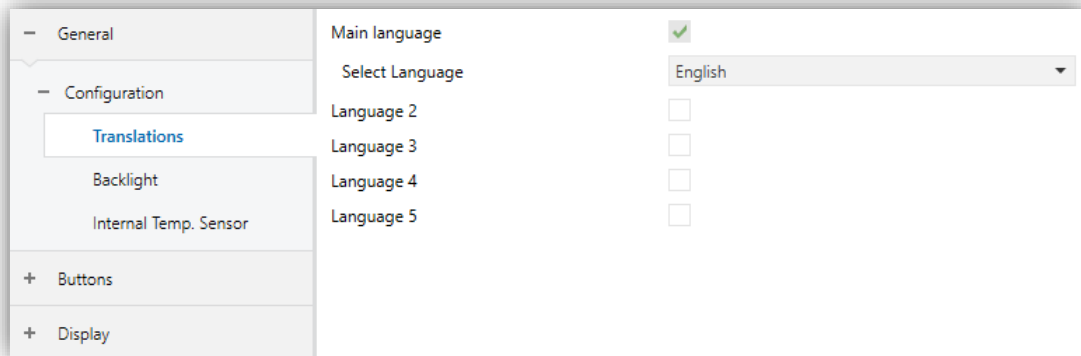 General
Configuration
Translations
Backlight
Internal Temp. Sensor
Buttons
Display
Main language
Select Language
English
Language 2
Language 3
Language 4
Language 5